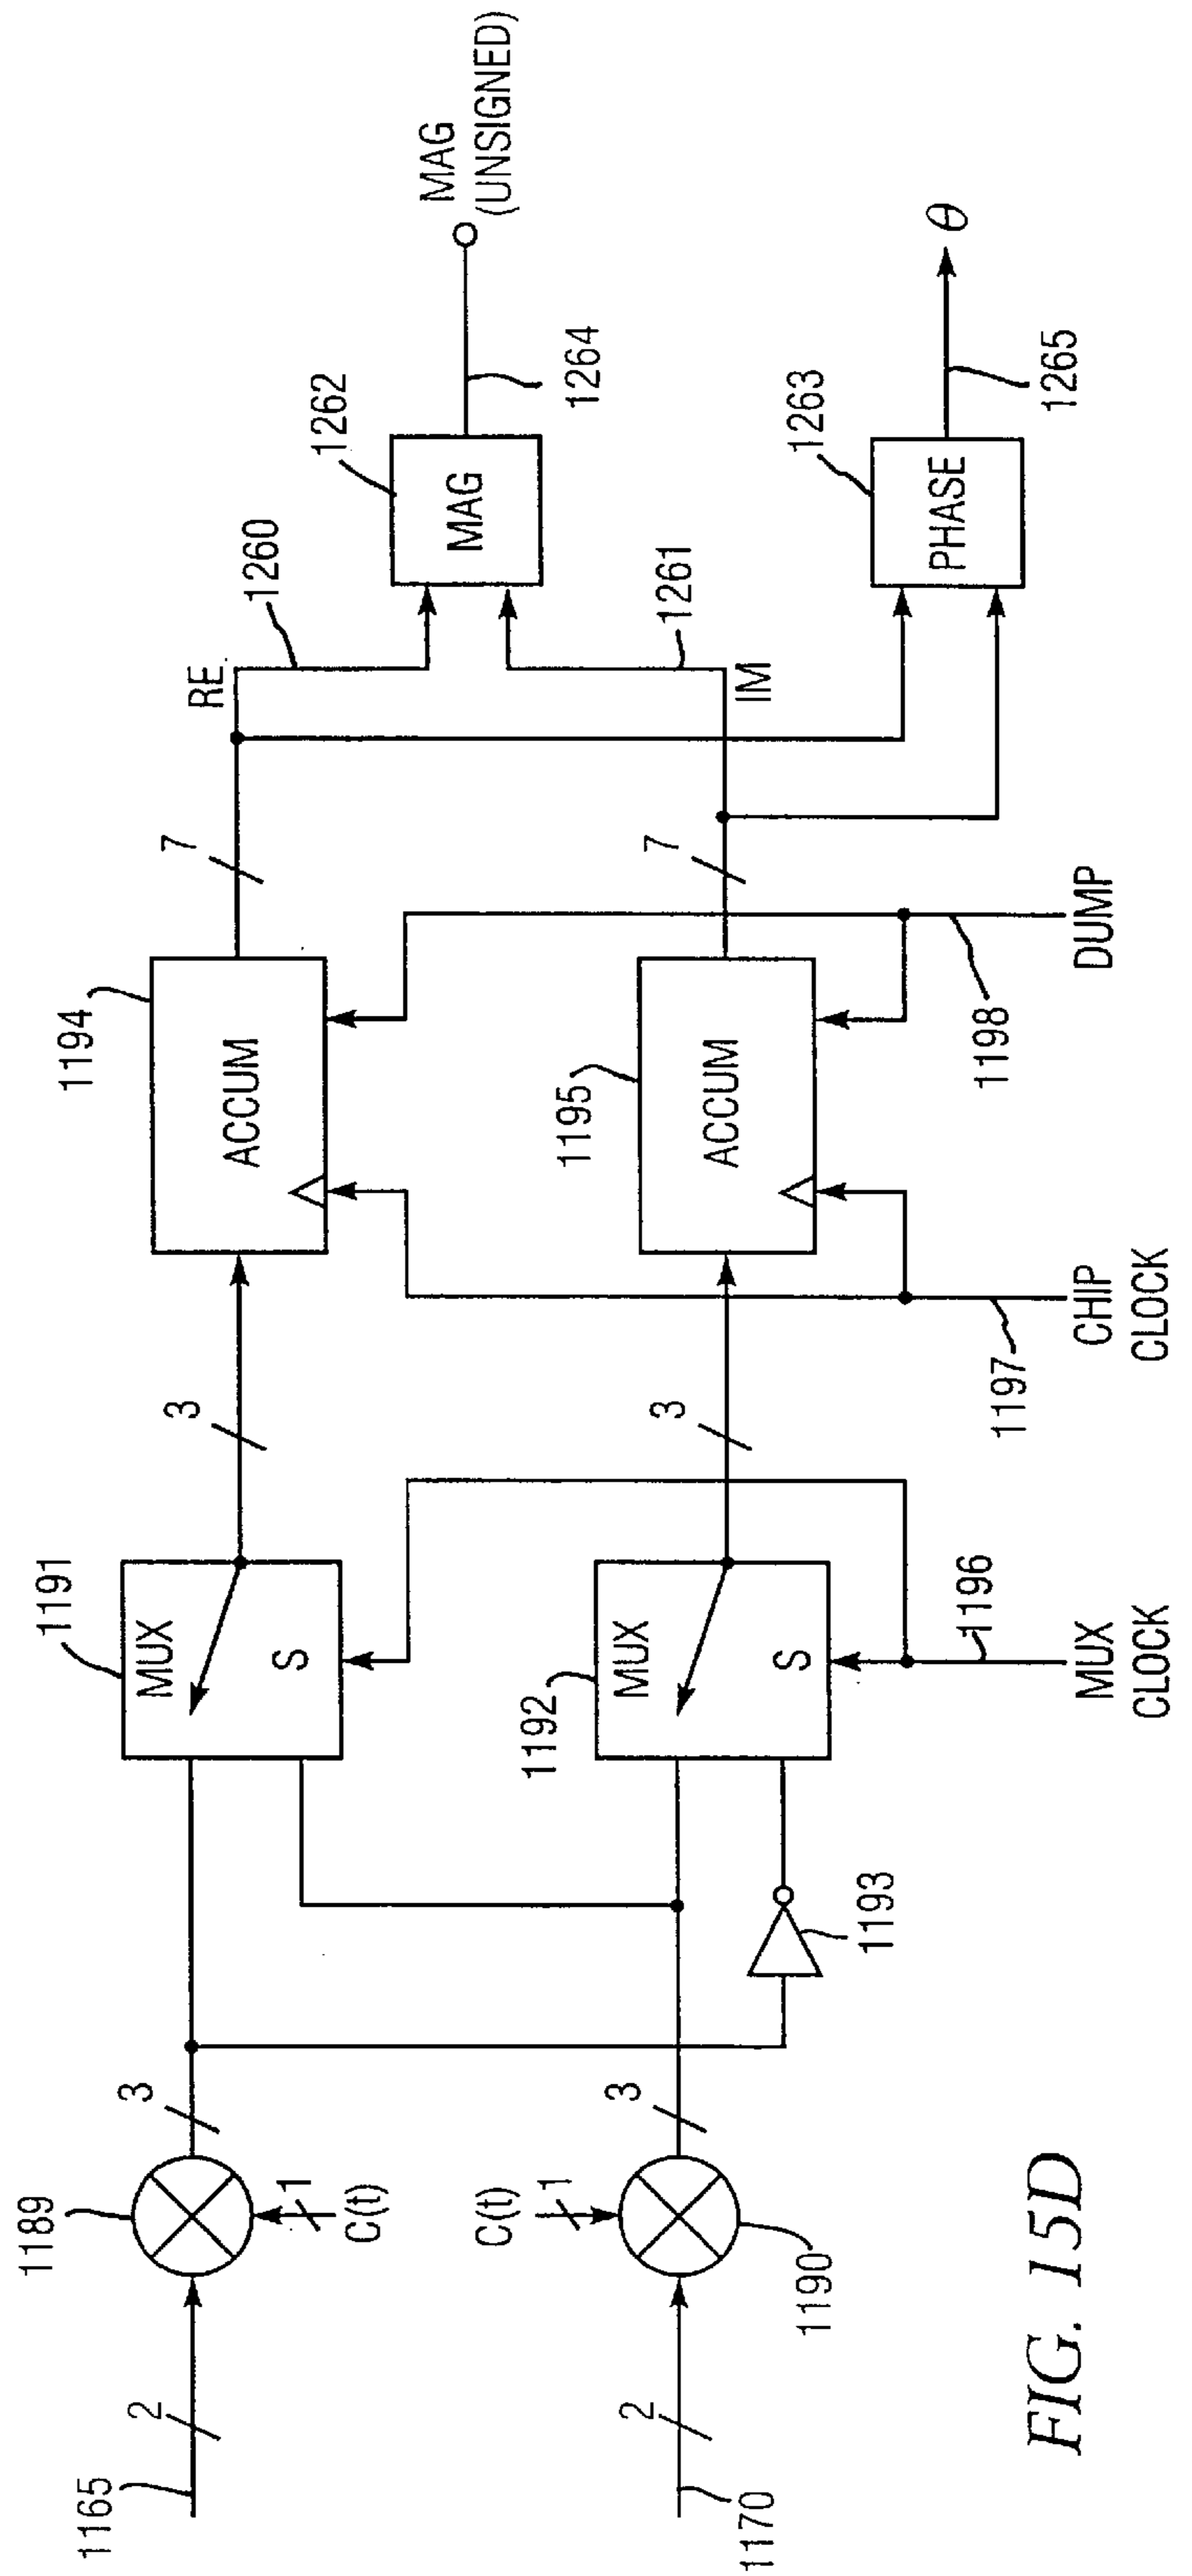 1165
2
1189
1
C(t)
3
1191
MUX
S
3
1194
ACCUM
7
RE
1260
1262
MAG
1264
MAG
(UNSIGNED)
1170
2
1190
C(t)
1
3
1193
1192
MUX
S
3
1195
ACCUM
7
IM
1261
1263
PHASE
1265
θ
1196
MUX
CLOCK
1197
CHIP
CLOCK
1198
DUMP
FIG. 15D